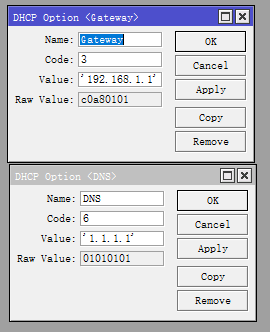 DHCP Option <Gateway>
Name: Gateway
OK
Code: 3
Cancel
Value: '192.168.1.1'
Apply
Raw Value: c0a80101
Copy
Remove
DHCP Option <DNS>
Name: DNS
OK
Code: 6
Cancel
Value: '1.1.1.1'
Apply
Raw Value: 01010101
Copy
Remove